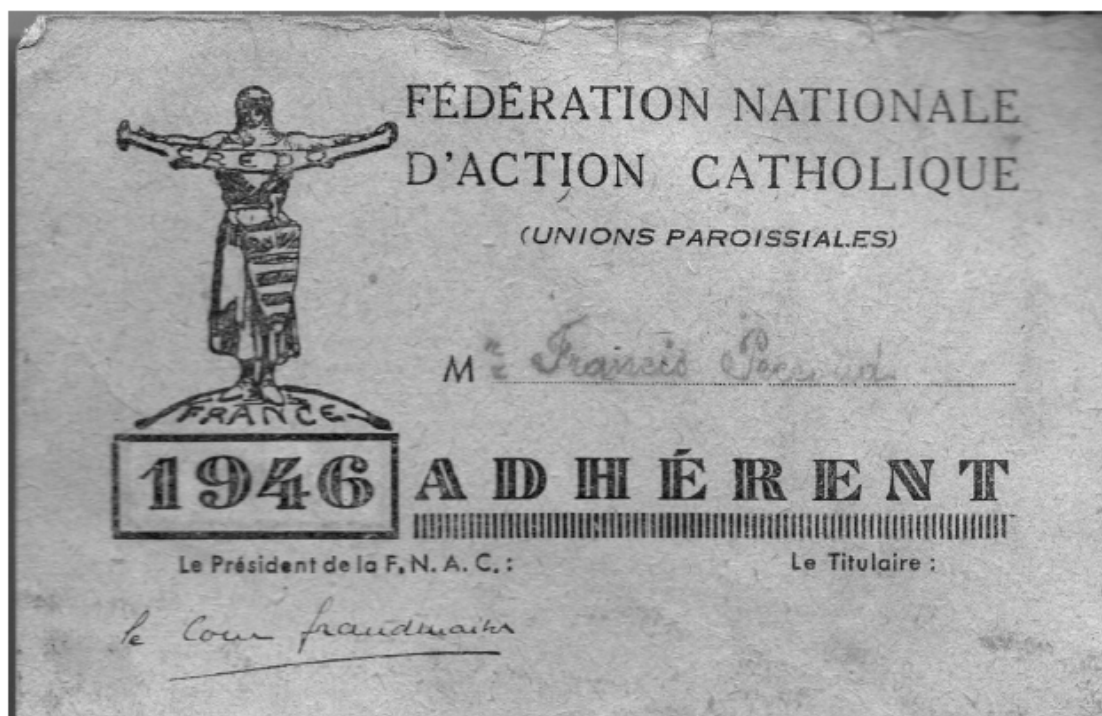 FÉDÉRATION NATIONALE
D'ACTION CATHOLIQUE
(UNIONS PAROISSIALES)
CREDO
M Francis
FRANCE
1946 ADHÉRENT
Le Président de la F.N.A.C. : Le Titulaire :
le Cour Grandmaison